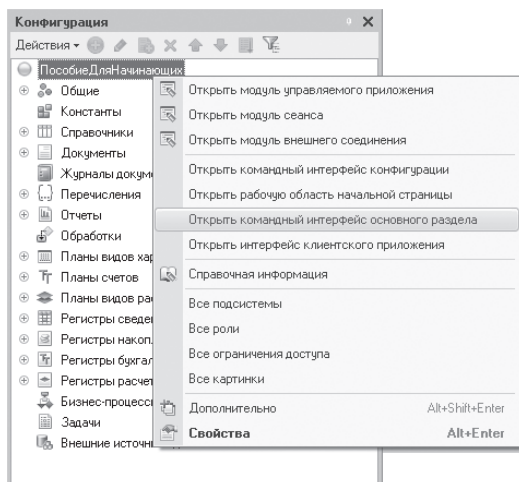 Конфигурация
Действия
ПособиеДляНачинающих
Общие
Константы
Справочники
Документы
Журналы докум
Перечисления
Отчеты
Обработки
Планы видов хар
Планы счетов
Планы видов рас
Регистры сведе
Регистры накоп
Регистры бухгал
Регистры расчет
Бизнес-процесс
Задачи
Внешние источн
Открыть модуль управляемого приложения
Открыть модуль сеанса
Открыть модуль внешнего соединения
Открыть командный интерфейс конфигурации
Открыть рабочую область начальной страницы
Открыть командный интерфейс основного раздела
Открыть интерфейс клиентского приложения
Справочная информация
Все подсистемы
Все роли
Все ограничения доступа
Все картинки
Дополнительно Alt+Shift+Enter
Свойства Alt+Enter